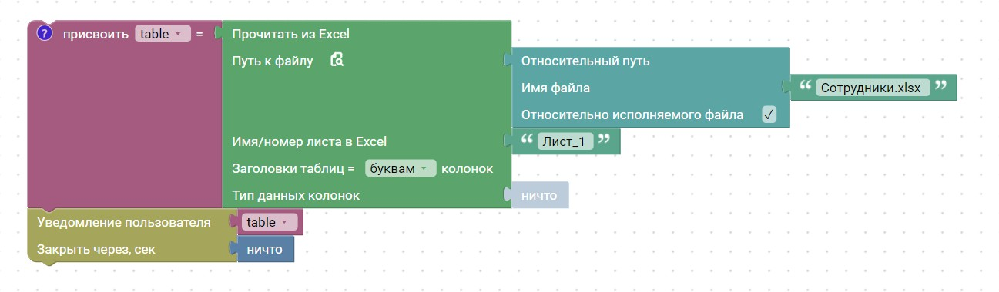 ? присвоить table = Прочитать из Excel
Путь к файлу Относительный путь
Имя файла “ Сотрудники.xlsx ”
Относительно исполняемого файла ✓
Имя/номер листа в Excel “ Лист_1 ”
Заголовки таблиц = буквам колонок
Тип данных колонок ничто
Уведомление пользователя table
Закрыть через, сек ничто